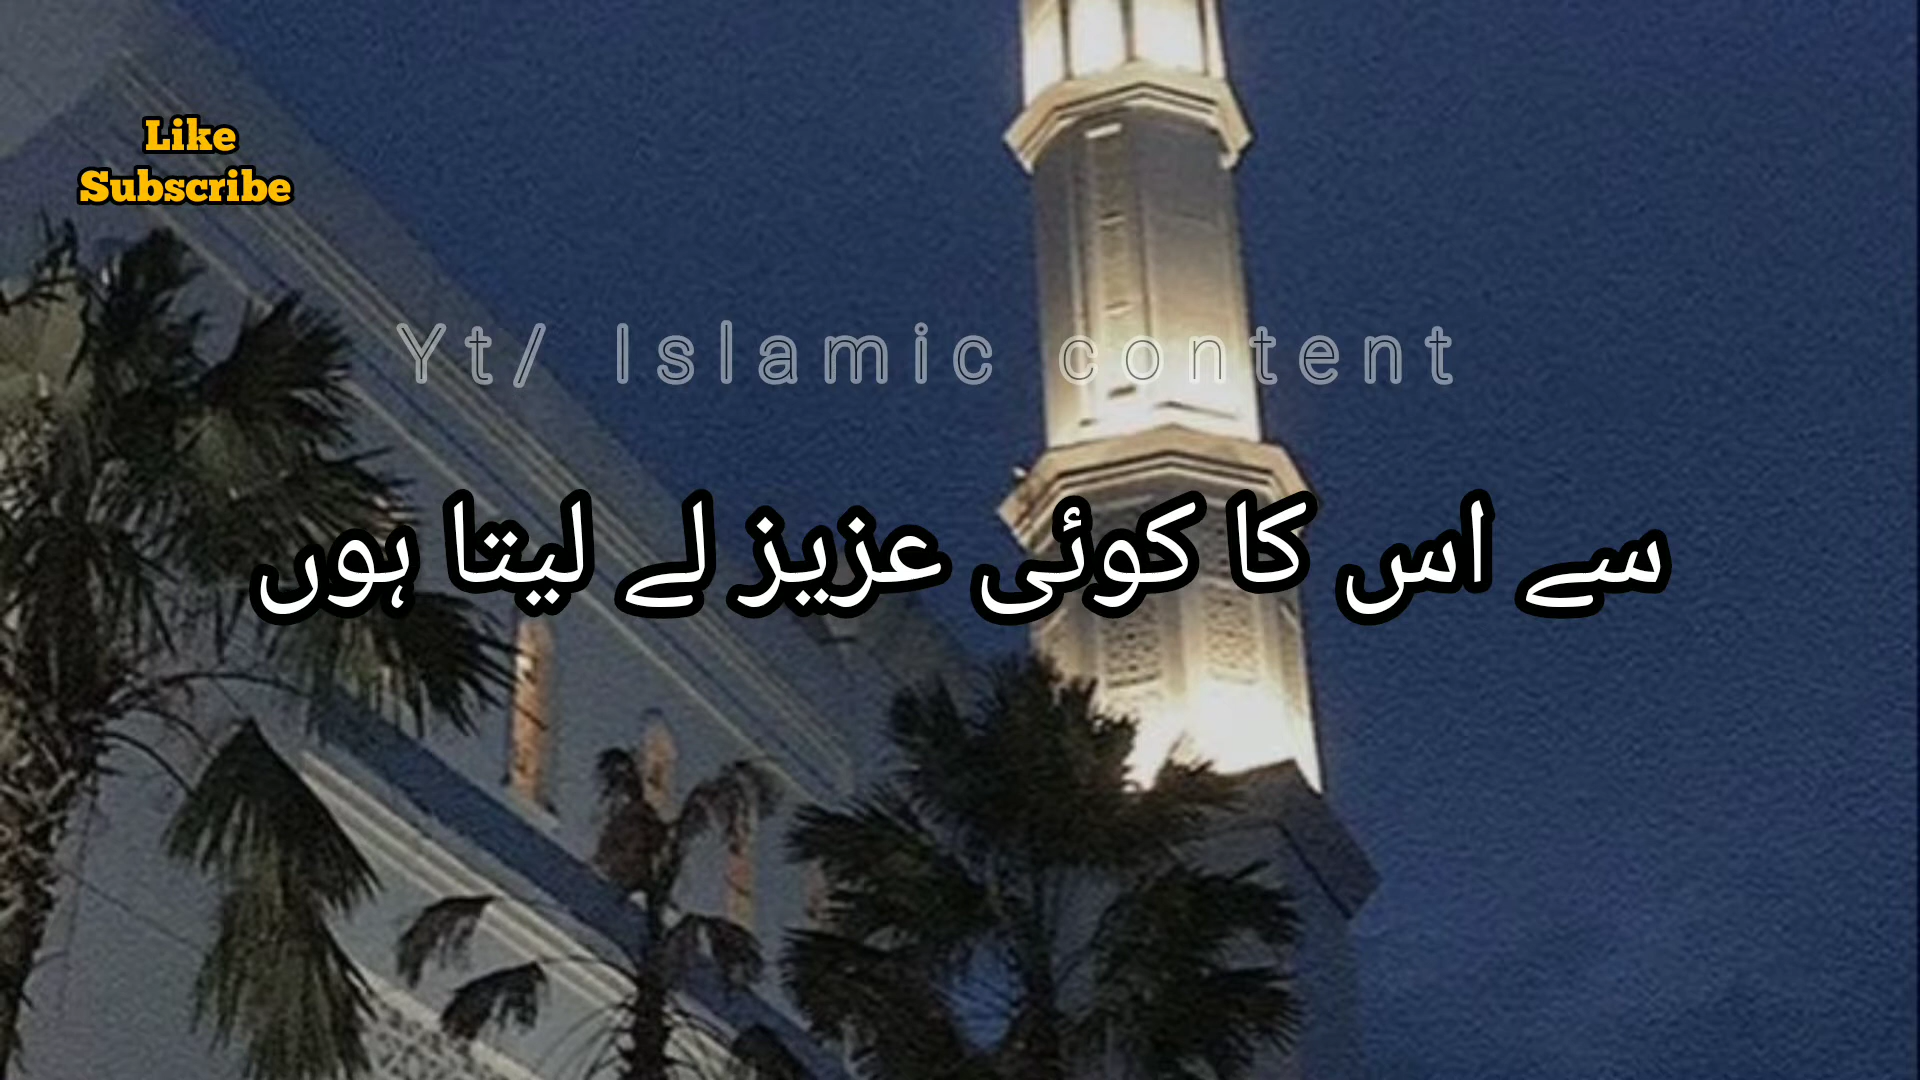 Like
Subscribe
Yt/ Islamic content
سے اس کا کوئی عزیز لے لیتا ہوں